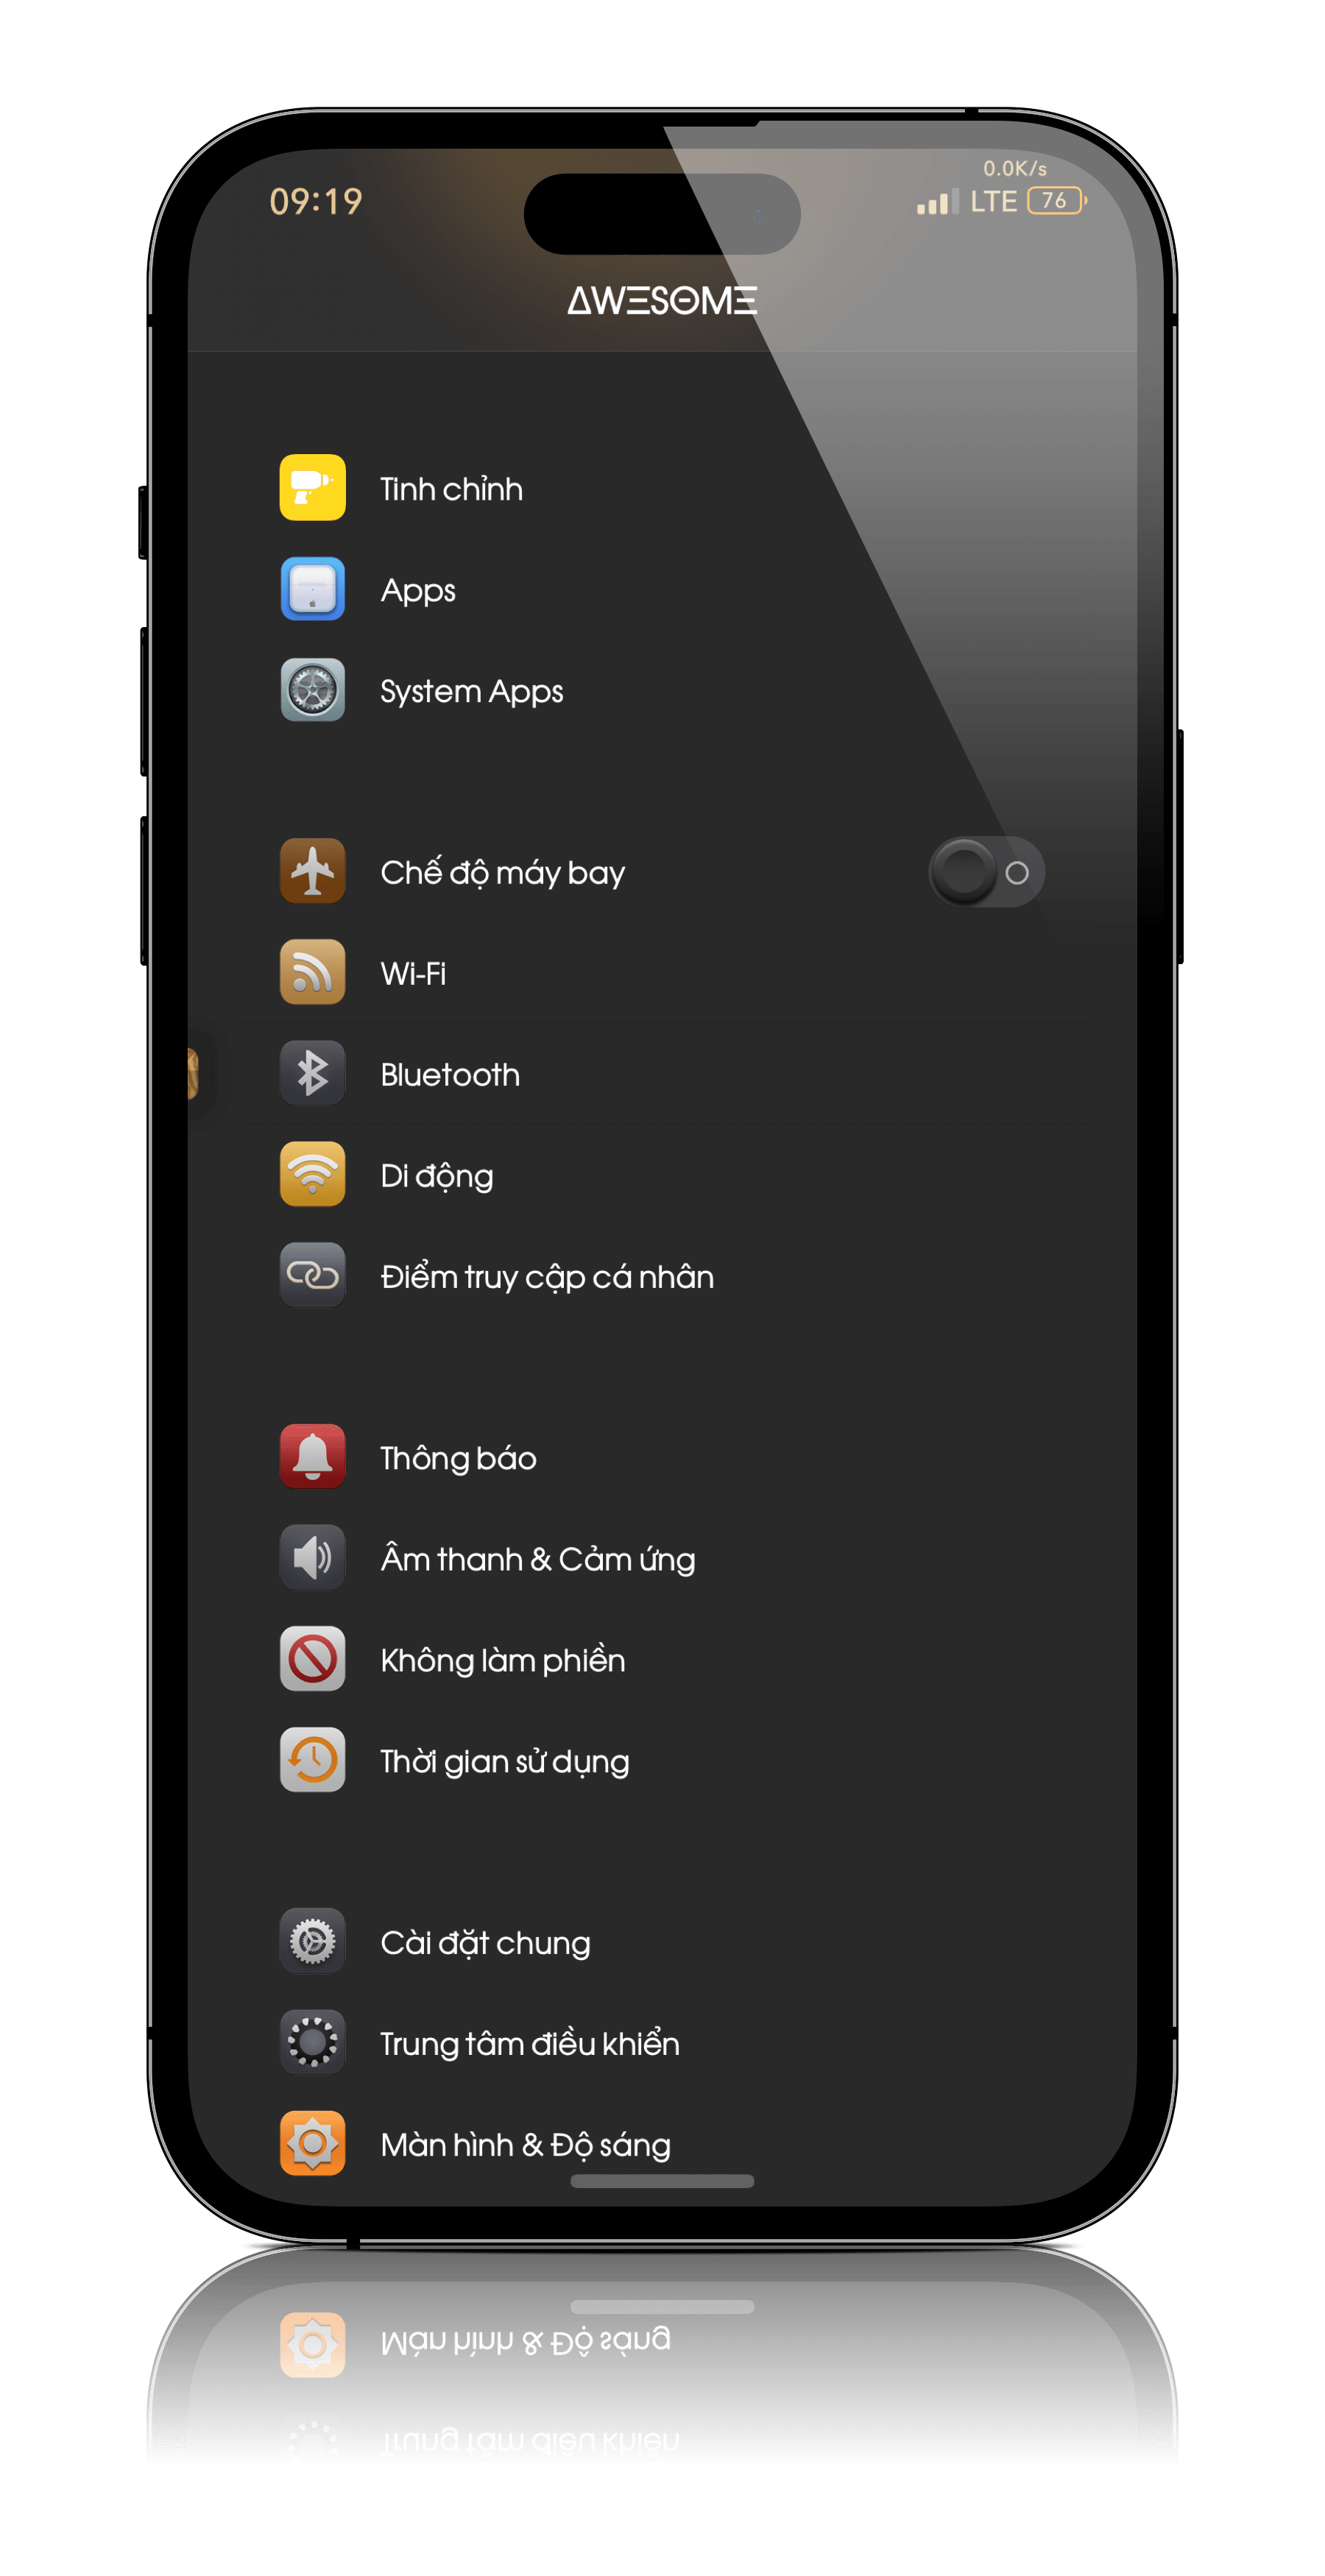 0.0K/s
09:19
LTE 76
ΔWΞSΘMΞ
Tinh chỉnh
Apps
System Apps
Chế độ máy bay
Wi-Fi
Bluetooth
Di động
Điểm truy cập cá nhân
Thông báo
Âm thanh & Cảm ứng
Không làm phiền
Thời gian sử dụng
Cài đặt chung
Trung tâm điều khiển
Màn hình & Độ sáng